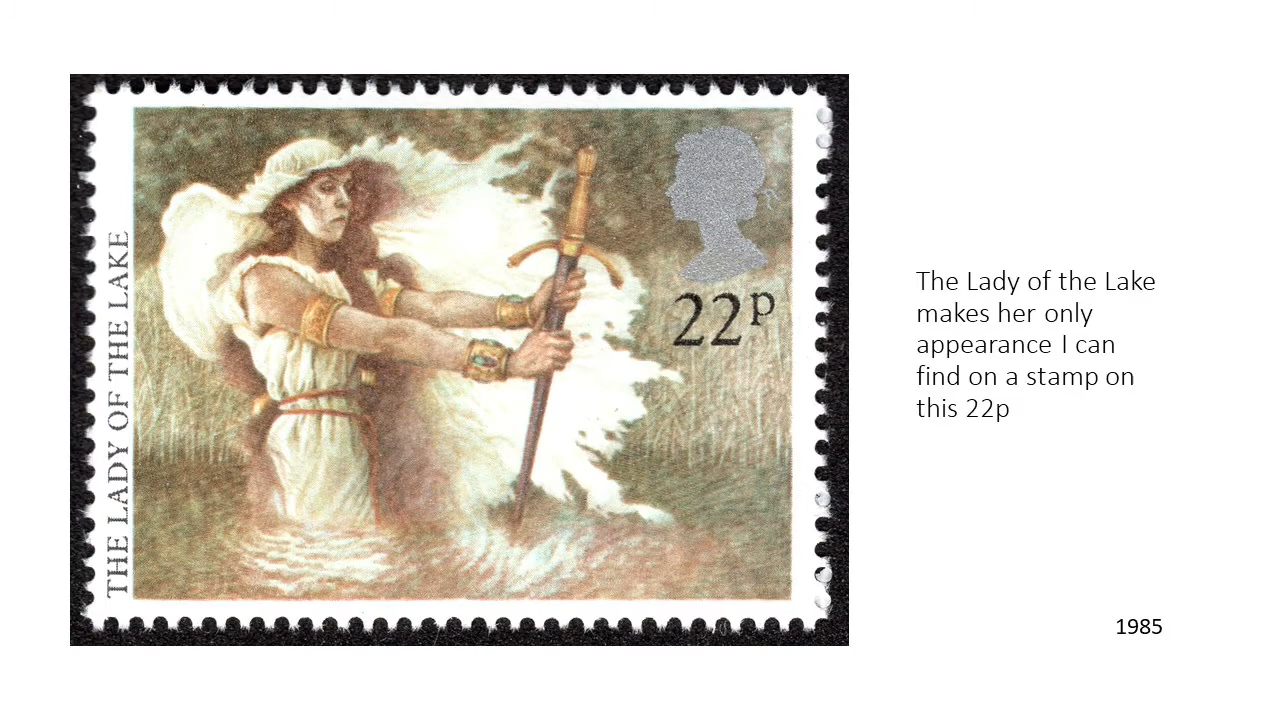 THE LADY OF THE LAKE
22p
The Lady of the Lake
makes her only
appearance I can
find on a stamp on
this 22p
1985